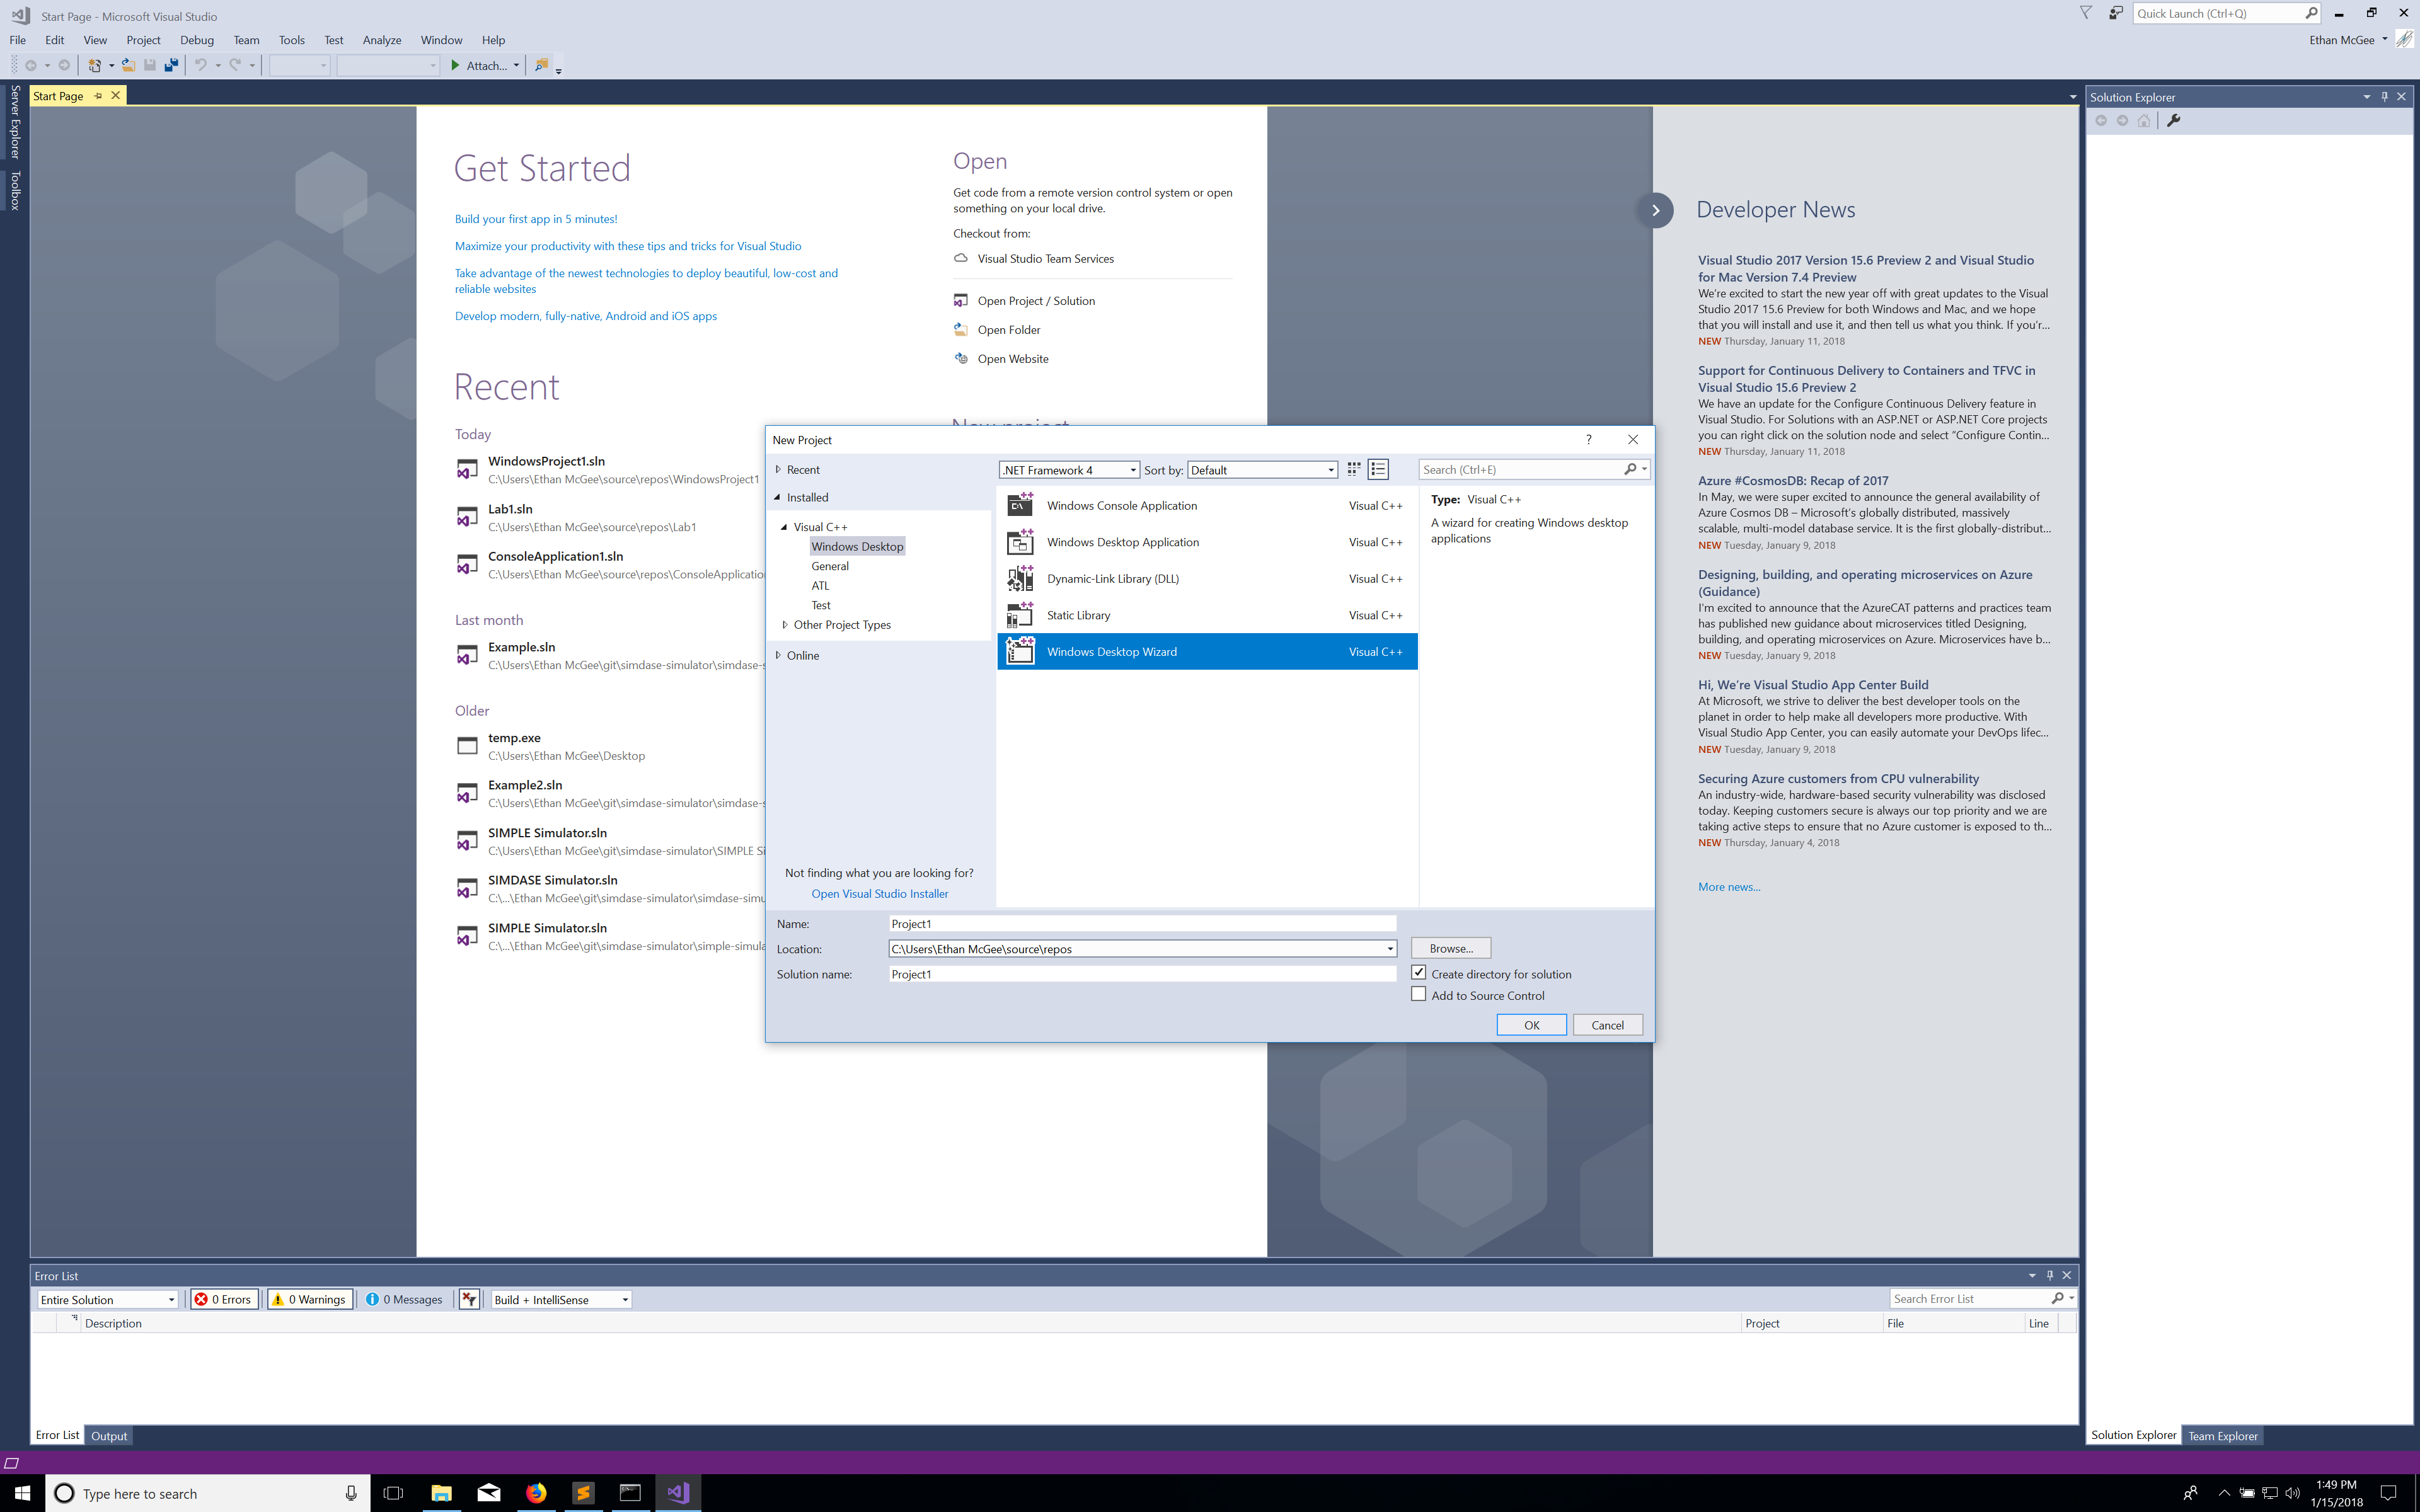 Start Page - Microsoft Visual Studio
Quick Launch (Ctrl+Q)
File Edit View Project Debug Team Tools Test Analyze Window Help
Ethan McGee
Attach...
Server Explorer
Toolbox
Start Page
Get Started
Build your first app in 5 minutes!
Maximize your productivity with these tips and tricks for Visual Studio
Take advantage of the newest technologies to deploy beautiful, low-cost and
reliable websites
Develop modern, fully-native, Android and iOS apps
Recent
Today
WindowsProject1.sln
C:\Users\Ethan McGee\source\repos\WindowsProject1
Lab1.sln
C:\Users\Ethan McGee\source\repos\Lab1
ConsoleApplication1.sln
C:\Users\Ethan McGee\source\repos\ConsoleApplication
Last month
Example.sln
C:\Users\Ethan McGee\git\simdase-simulator\simdase-s
Older
temp.exe
C:\Users\Ethan McGee\Desktop
Example2.sln
C:\Users\Ethan McGee\git\simdase-simulator\simdase-s
SIMPLE Simulator.sln
C:\Users\Ethan McGee\git\simdase-simulator\SIMPLE Si
SIMDASE Simulator.sln
C:\...\Ethan McGee\git\simdase-simulator\simdase-simu
SIMPLE Simulator.sln
C:\...\Ethan McGee\git\simdase-simulator\simple-simula
Open
Get code from a remote version control system or open
something on your local drive.
Checkout from:
Visual Studio Team Services
Open Project / Solution
Open Folder
Open Website
New project
New Project
?
Recent
Installed
Visual C++
Windows Desktop
General
ATL
Test
Other Project Types
Online
Not finding what you are looking for?
Open Visual Studio Installer
.NET Framework 4
Sort by: Default
Search (Ctrl+E)
Windows Console Application Visual C++
Windows Desktop Application Visual C++
Dynamic-Link Library (DLL) Visual C++
Static Library Visual C++
Windows Desktop Wizard Visual C++
Type: Visual C++
A wizard for creating Windows desktop
applications
Name: Project1
Location: C:\Users\Ethan McGee\source\repos
Browse...
Solution name: Project1
Create directory for solution
Add to Source Control
OK Cancel
Developer News
Visual Studio 2017 Version 15.6 Preview 2 and Visual Studio
for Mac Version 7.4 Preview
We're excited to start the new year off with great updates to the Visual
Studio 2017 15.6 Preview for both Windows and Mac, and we hope
that you will install and use it, and then tell us what you think. If you'r...
NEW Thursday, January 11, 2018
Support for Continuous Delivery to Containers and TFVC in
Visual Studio 15.6 Preview 2
We have an update for the Configure Continuous Delivery feature in
Visual Studio. For Solutions with an ASP.NET or ASP.NET Core projects
you can right click on the solution node and select "Configure Contin...
NEW Thursday, January 11, 2018
Azure #CosmosDB: Recap of 2017
In May, we were super excited to announce the general availability of
Azure Cosmos DB – Microsoft's globally distributed, massively
scalable, multi-model database service. It is the first globally-distribut...
NEW Tuesday, January 9, 2018
Designing, building, and operating microservices on Azure
(Guidance)
I'm excited to announce that the AzureCAT patterns and practices team
has published new guidance about microservices titled Designing,
building, and operating microservices on Azure. Microservices have b...
NEW Tuesday, January 9, 2018
Hi, We're Visual Studio App Center Build
At Microsoft, we strive to deliver the best developer tools on the
planet in order to help make all developers more productive. With
Visual Studio App Center, you can easily automate your DevOps lifec...
NEW Tuesday, January 9, 2018
Securing Azure customers from CPU vulnerability
An industry-wide, hardware-based security vulnerability was disclosed
today. Keeping customers secure is always our top priority and we are
taking active steps to ensure that no Azure customer is exposed to th...
NEW Thursday, January 4, 2018
More news...
Solution Explorer
Error List
Entire Solution
0 Errors
0 Warnings
0 Messages
Build + IntelliSense
Search Error List
Description Project File Line
Error List Output
Solution Explorer Team Explorer
Type here to search
1:49 PM
1/15/2018